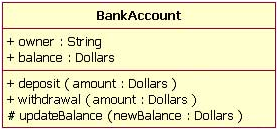 BankAccount
+ owner : String
+ balance : Dollars
+ deposit ( amount : Dollars )
+ withdrawal ( amount : Dollars )
# updateBalance ( newBalance : Dollars )